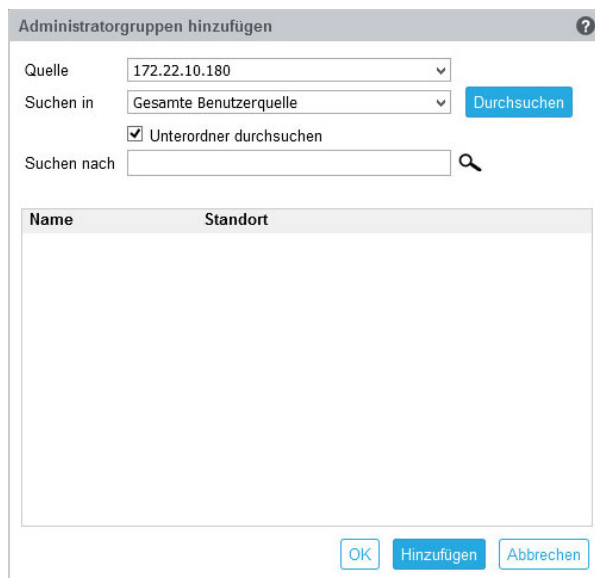 Administratorgruppen hinzufügen ?
Quelle 172.22.10.180
Suchen in Gesamte Benutzerquelle Durchsuchen
Unterordner durchsuchen
Suchen nach
Name Standort
OK Hinzufügen Abbrechen